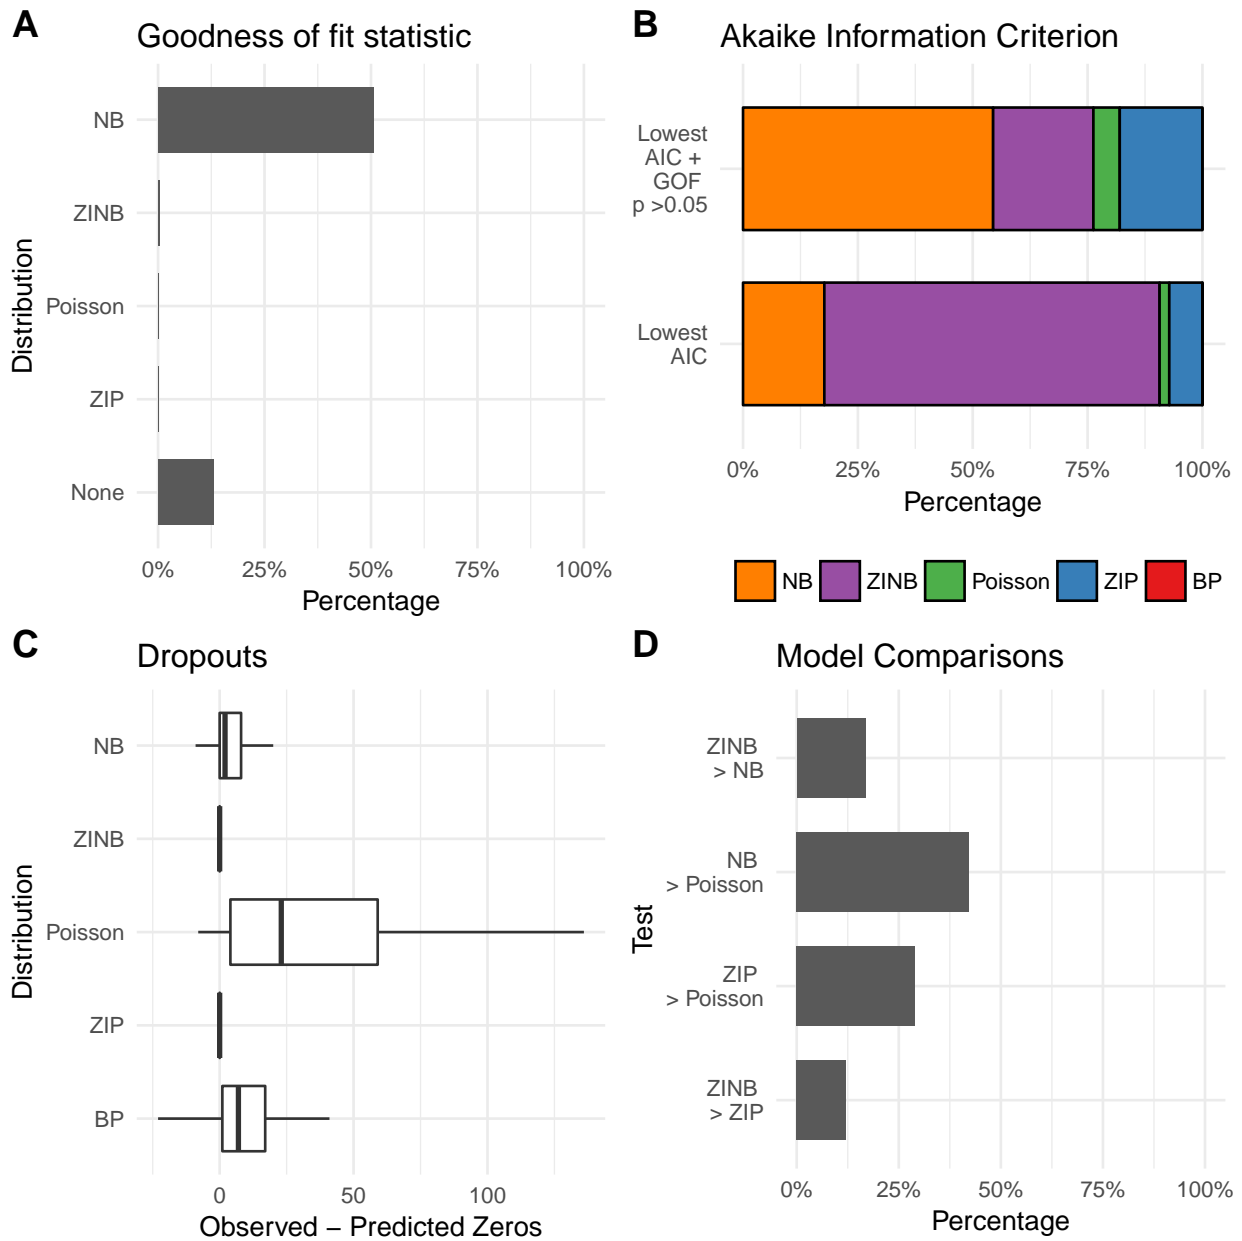 A
Goodness of fit statistic
Distribution
NB
ZINB
Poisson
ZIP
None
0% 25% 50% 75% 100%
Percentage
B
Akaike Information Criterion
Lowest
AIC +
GOF
p >0.05
Lowest
AIC
0% 25% 50% 75% 100%
Percentage
NB ZINB Poisson ZIP BP
C
Dropouts
Distribution
NB
ZINB
Poisson
ZIP
BP
0 50 100
Observed − Predicted Zeros
D
Model Comparisons
Test
ZINB
> NB
NB
> Poisson
ZIP
> Poisson
ZINB
> ZIP
0% 25% 50% 75% 100%
Percentage